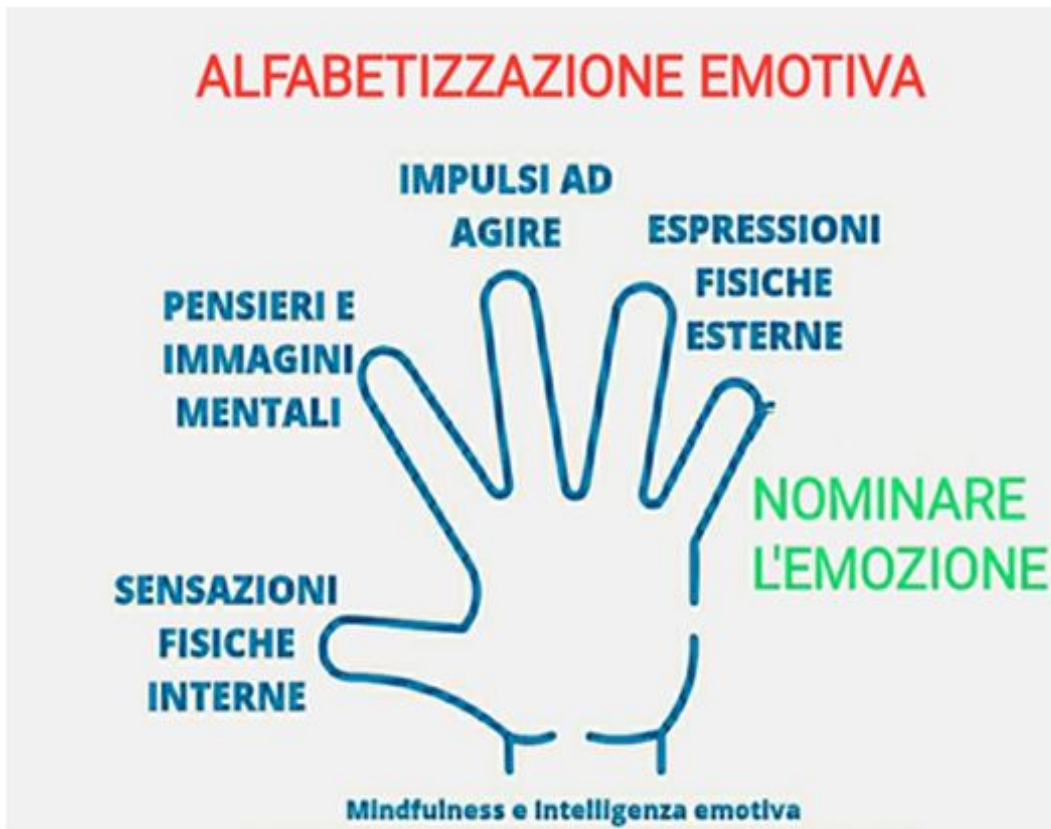 ALFABETIZZAZIONE EMOTIVA
IMPULSI AD
AGIRE
ESPRESSIONI
FISICHE
ESTERNE
PENSIERI E
IMMAGINI
MENTALI
NOMINARE
L'EMOZIONE
SENSAZIONI
FISICHE
INTERNE
Mindfulness e Intelligenza emotiva